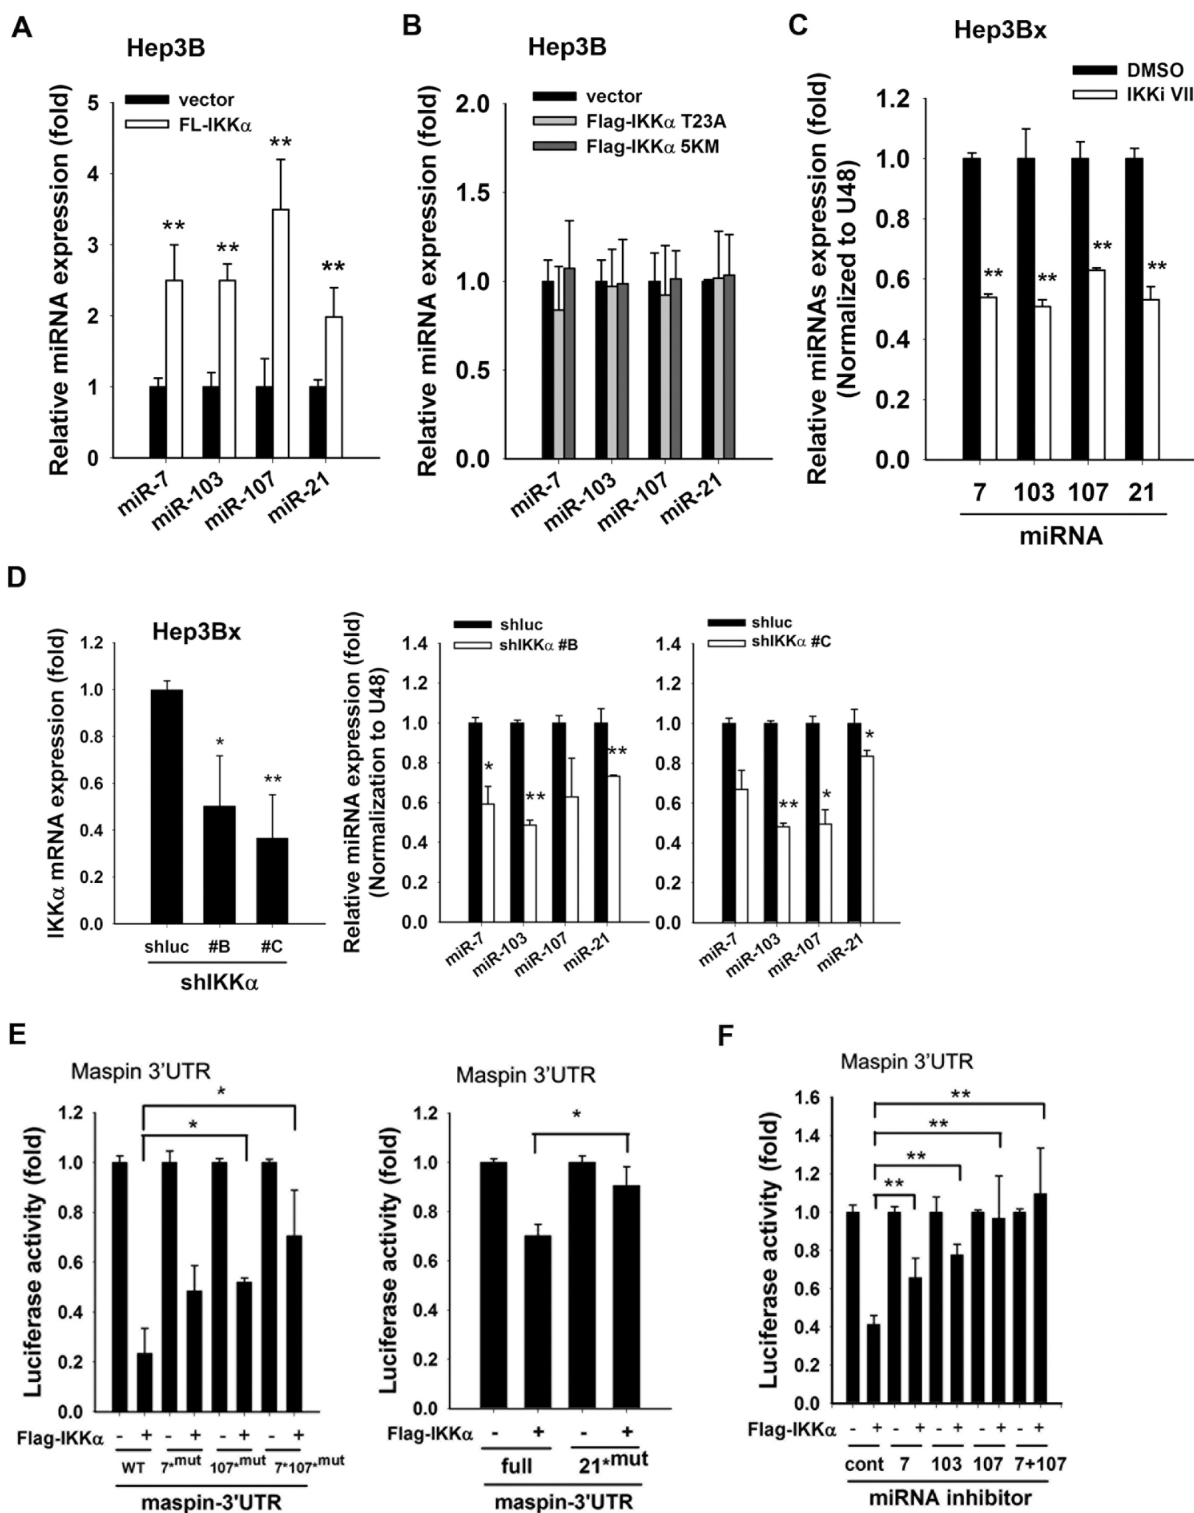 A
Hep3B
vector
FL-IKKα
Relative miRNA expression (fold)
5
4
3
2
1
0
**
**
**
**
miR-7
miR-103
miR-107
miR-21
B
Hep3B
vector
Flag-IKKα T23A
Flag-IKKα 5KM
Relative miRNA expression (fold)
2.0
1.5
1.0
0.5
0.0
miR-7
miR-103
miR-107
miR-21
C
Hep3Bx
DMSO
IKKi VII
Relative miRNAs expression (fold)
(Normalized to U48)
1.2
1.0
0.8
0.6
0.4
0.2
0.0
**
**
**
**
7 103 107 21
miRNA
D
Hep3Bx
IKKα mRNA expression (fold)
1.2
1.0
0.8
0.6
0.4
0.2
0.0
*
**
shluc #B #C
shIKKα
shluc
shIKKα #B
Relative miRNA expression (fold)
(Normalization to U48)
1.4
1.2
1.0
0.8
0.6
0.4
0.2
0.0
*
**
**
miR-7
miR-103
miR-107
miR-21
shluc
shIKKα #C
1.4
1.2
1.0
0.8
0.6
0.4
0.2
0.0
**
*
*
miR-7
miR-103
miR-107
miR-21
E
Maspin 3'UTR
Luciferase activity (fold)
1.2
1.0
0.8
0.6
0.4
0.2
0.0
*
*
Flag-IKKα - + - + - + - +
WT 7*mut 107*mut 7*107*mut
maspin-3'UTR
Maspin 3'UTR
Luciferase activity (fold)
1.2
1.0
0.8
0.6
0.4
0.2
0.0
*
Flag-IKKα - + - +
full 21*mut
maspin-3'UTR
F
Maspin 3'UTR
Luciferase activity (fold)
1.6
1.4
1.2
1.0
0.8
0.6
0.4
0.2
0.0
**
**
**
**
Flag-IKKα - + - + - + - + - +
cont 7 103 107 7+107
miRNA inhibitor